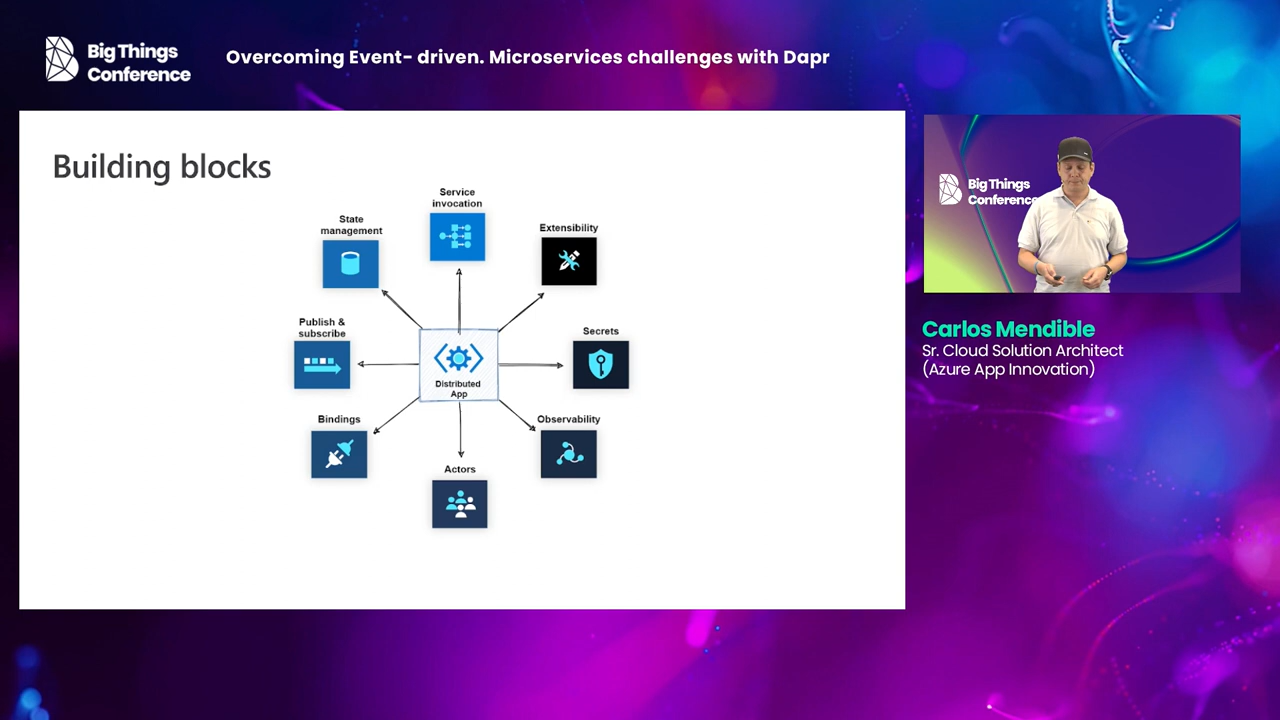 Big Things
Conference
Overcoming Event- driven. Microservices challenges with Dapr
Building blocks
Service
invocation
State
management
Extensibility
Publish &
subscribe
Secrets
Distributed
App
Bindings
Observability
Actors
Big Things
Conference
Carlos Mendible
Sr. Cloud Solution Architect
(Azure App Innovation)